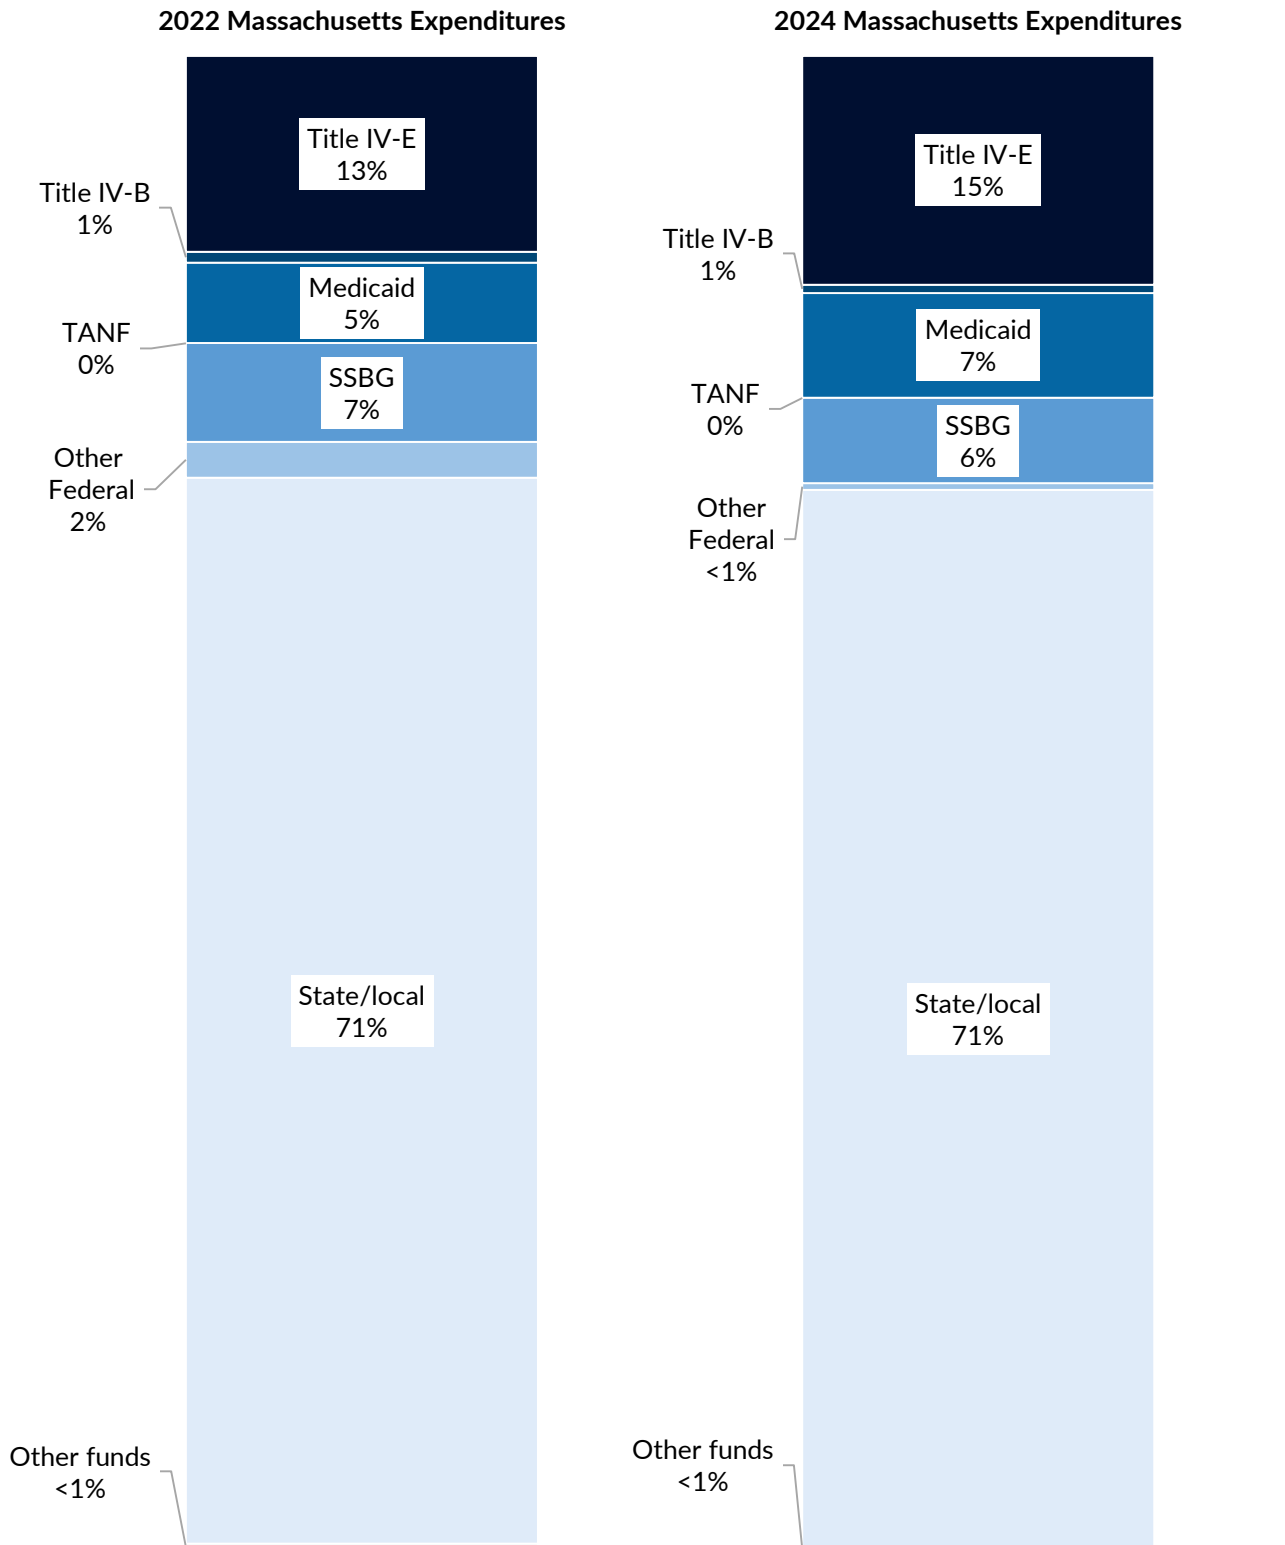 2022 Massachusetts Expenditures
Title IV-E
13%
Title IV-B
1%
Medicaid
5%
TANF
0%
SSBG
7%
Other
Federal
2%
State/local
71%
Other funds
<1%
2024 Massachusetts Expenditures
Title IV-E
15%
Title IV-B
1%
Medicaid
7%
TANF
0%
SSBG
6%
Other
Federal
<1%
State/local
71%
Other funds
<1%